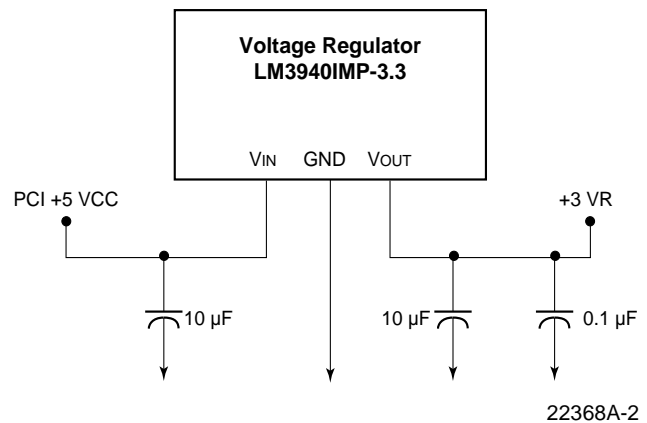 Voltage Regulator
LM3940IMP-3.3
VIN GND VOUT
PCI +5 VCC
+3 VR
10 µF
10 µF
0.1 µF
22368A-2